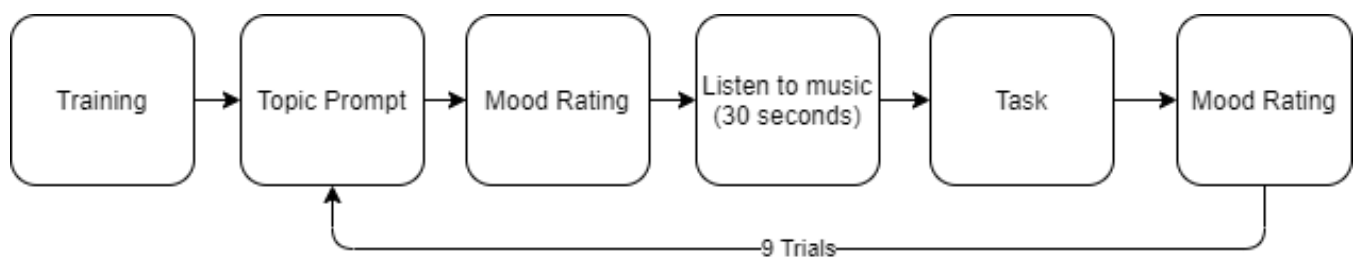 Training
Topic Prompt
Mood Rating
Listen to music
(30 seconds)
Task
Mood Rating
9 Trials